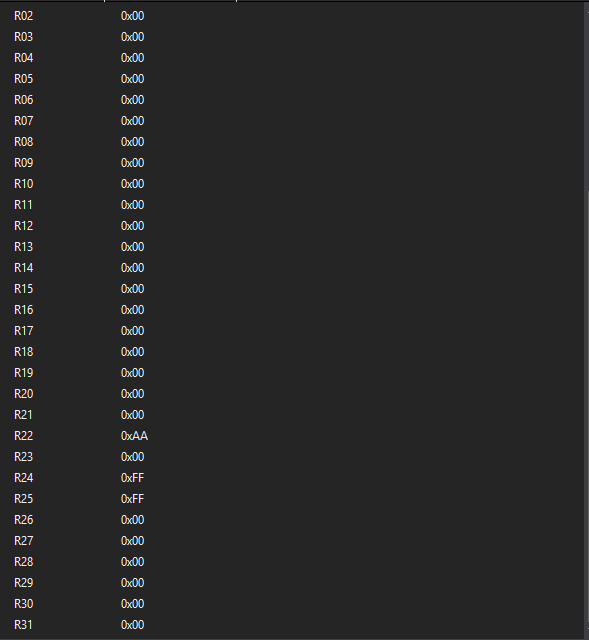 R02 0x00
R03 0x00
R04 0x00
R05 0x00
R06 0x00
R07 0x00
R08 0x00
R09 0x00
R10 0x00
R11 0x00
R12 0x00
R13 0x00
R14 0x00
R15 0x00
R16 0x00
R17 0x00
R18 0x00
R19 0x00
R20 0x00
R21 0x00
R22 0xAA
R23 0x00
R24 0xFF
R25 0xFF
R26 0x00
R27 0x00
R28 0x00
R29 0x00
R30 0x00
R31 0x00